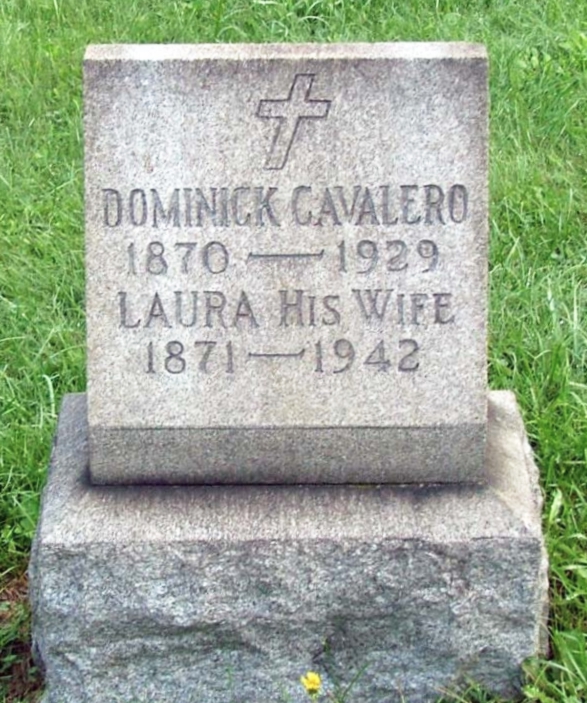 DOMINICK CAVALERO
1870 — 1929
LAURA HIS WIFE
1871 — 1942